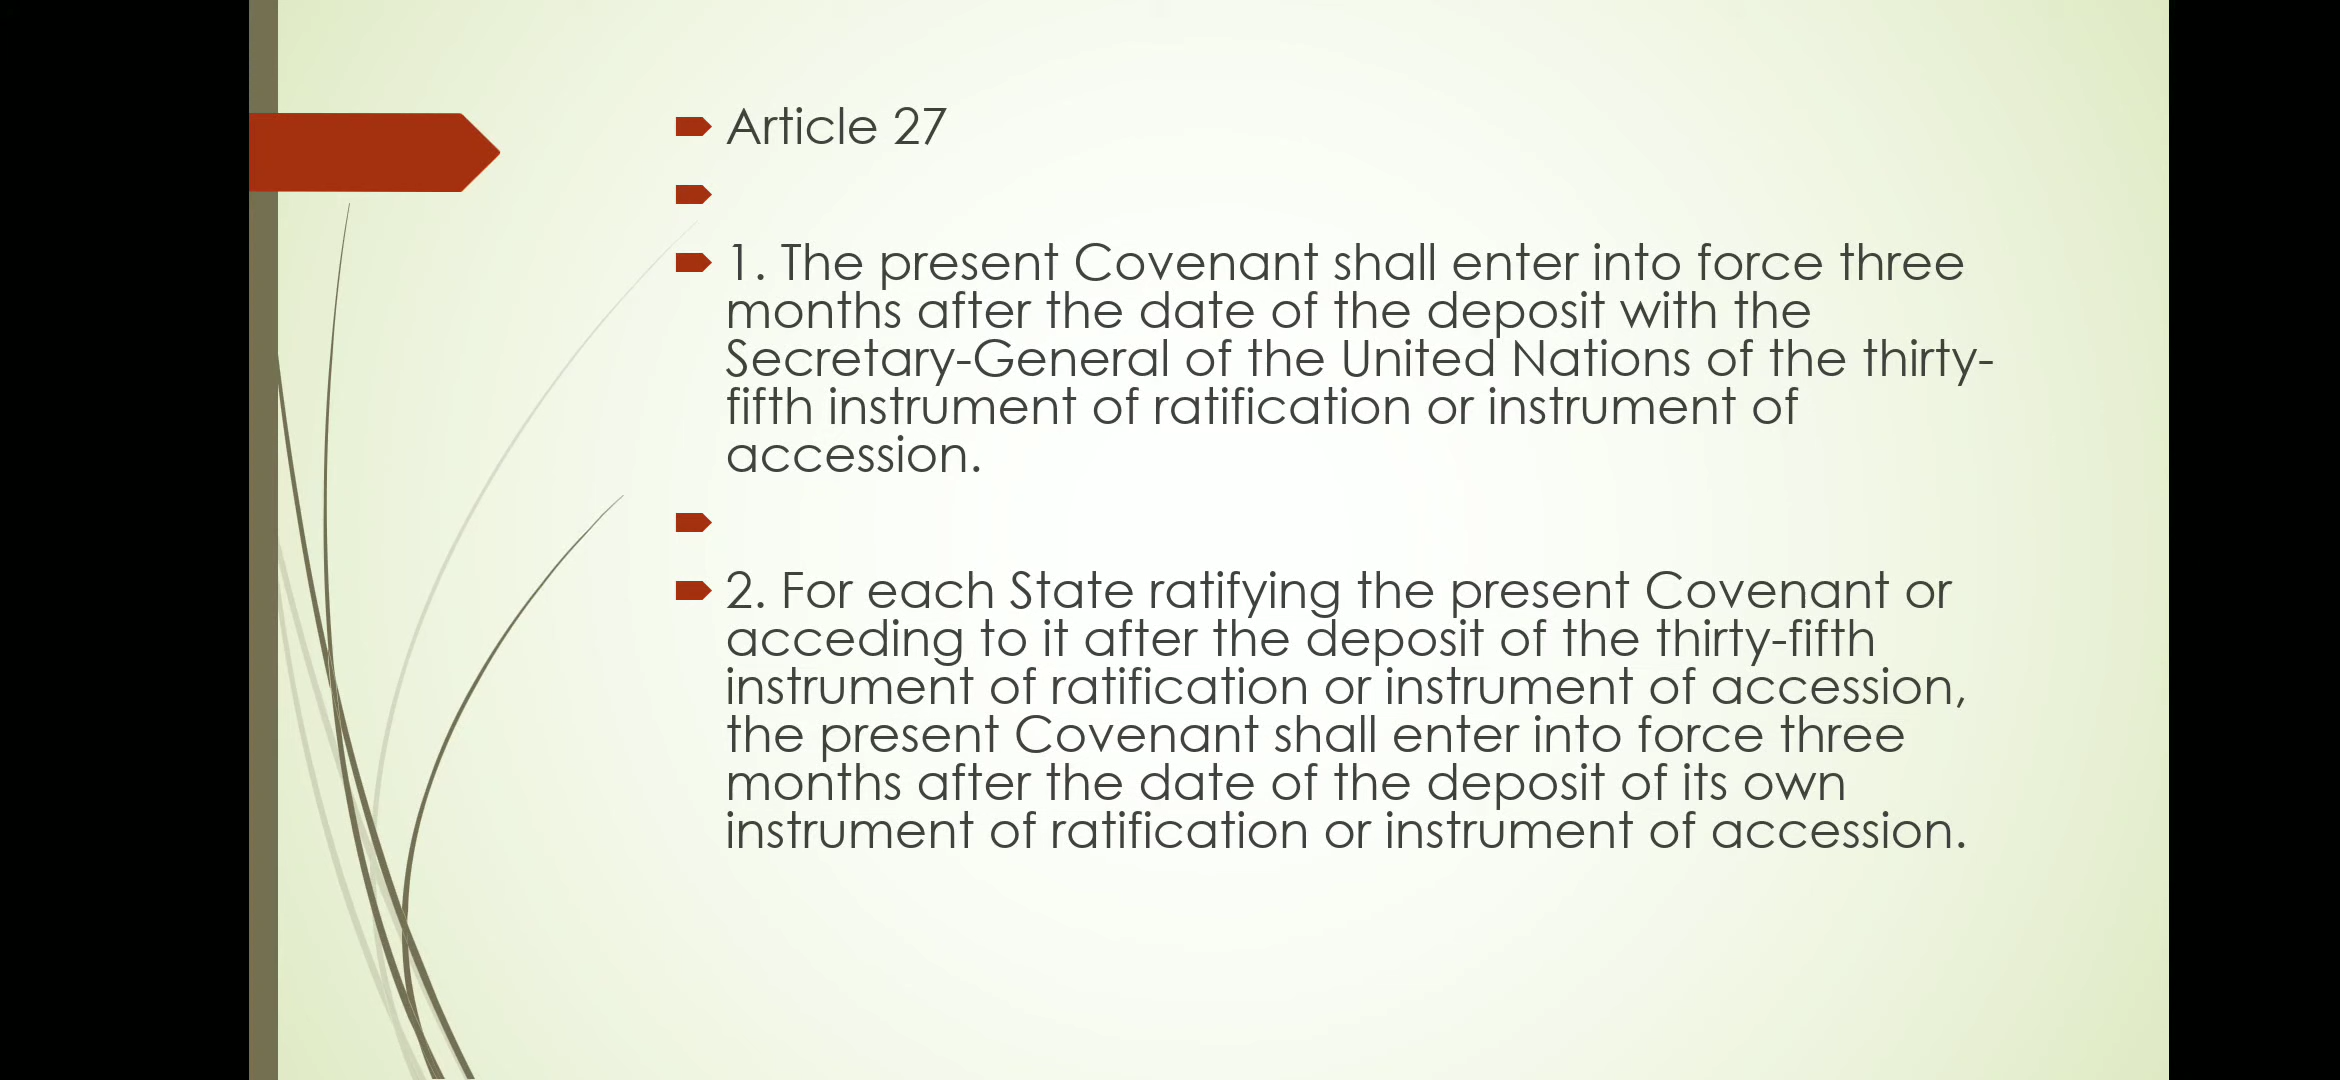 Article 27
1. The present Covenant shall enter into force three
months after the date of the deposit with the
Secretary-General of the United Nations of the thirty-
fifth instrument of ratification or instrument of
accession.
2. For each State ratifying the present Covenant or
acceding to it after the deposit of the thirty-fifth
instrument of ratification or instrument of accession,
the present Covenant shall enter into force three
months after the date of the deposit of its own
instrument of ratification or instrument of accession.